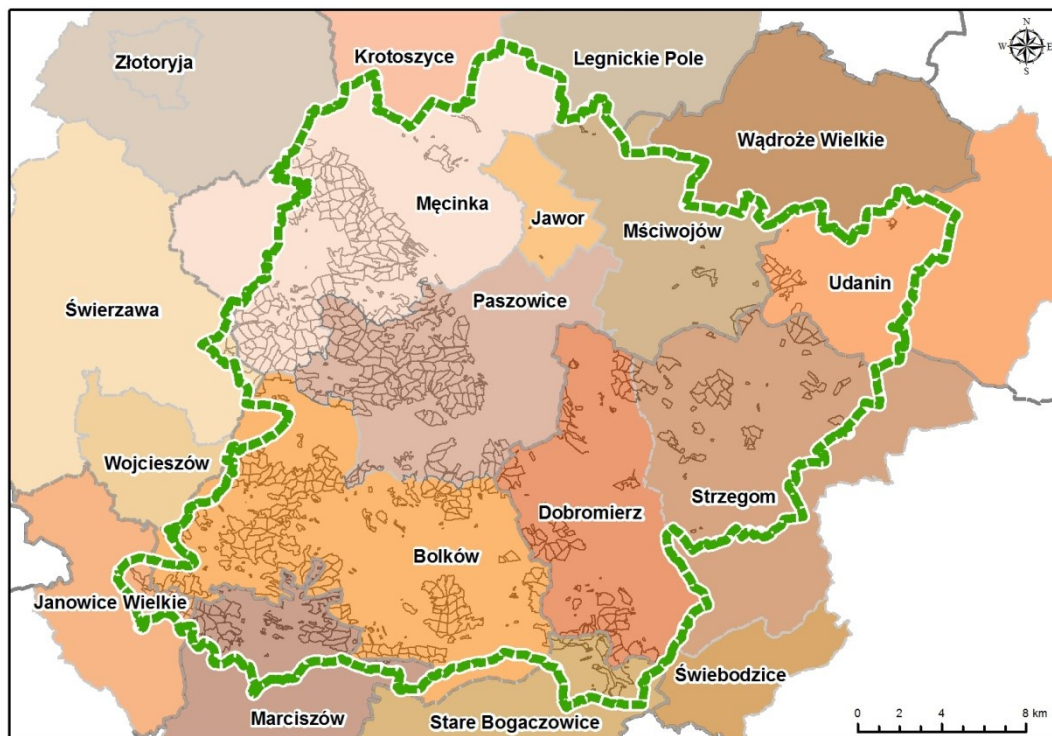 N
W E
S
Złotoryja
Krotoszyce
Legnickie Pole
Wądroże Wielkie
Męcinka
Jawor
Mściwojów
Udanin
Świerzawa
Paszowice
Wojcieszów
Strzegom
Dobromierz
Bolków
Janowice Wielkie
Świebodzice
Marciszów
Stare Bogaczowice
0 2 4 8 km